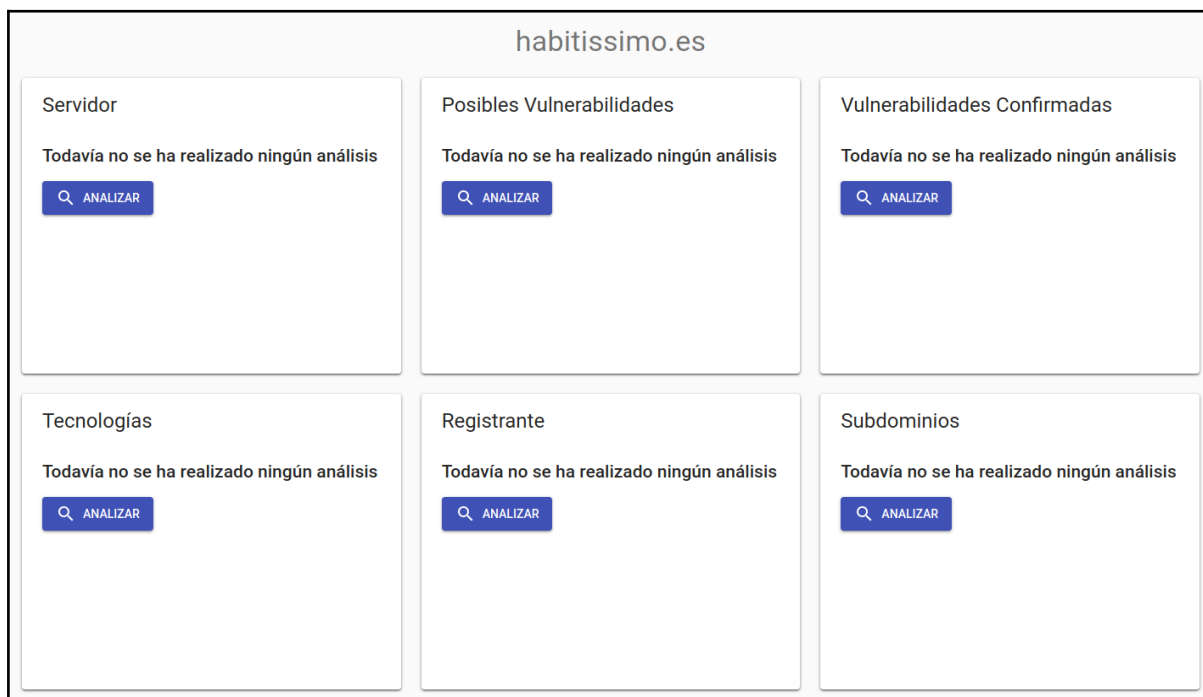 habitissimo.es
Servidor
Todavía no se ha realizado ningún análisis
ANALIZAR
Posibles Vulnerabilidades
Todavía no se ha realizado ningún análisis
ANALIZAR
Vulnerabilidades Confirmadas
Todavía no se ha realizado ningún análisis
ANALIZAR
Tecnologías
Todavía no se ha realizado ningún análisis
ANALIZAR
Registrante
Todavía no se ha realizado ningún análisis
ANALIZAR
Subdominios
Todavía no se ha realizado ningún análisis
ANALIZAR